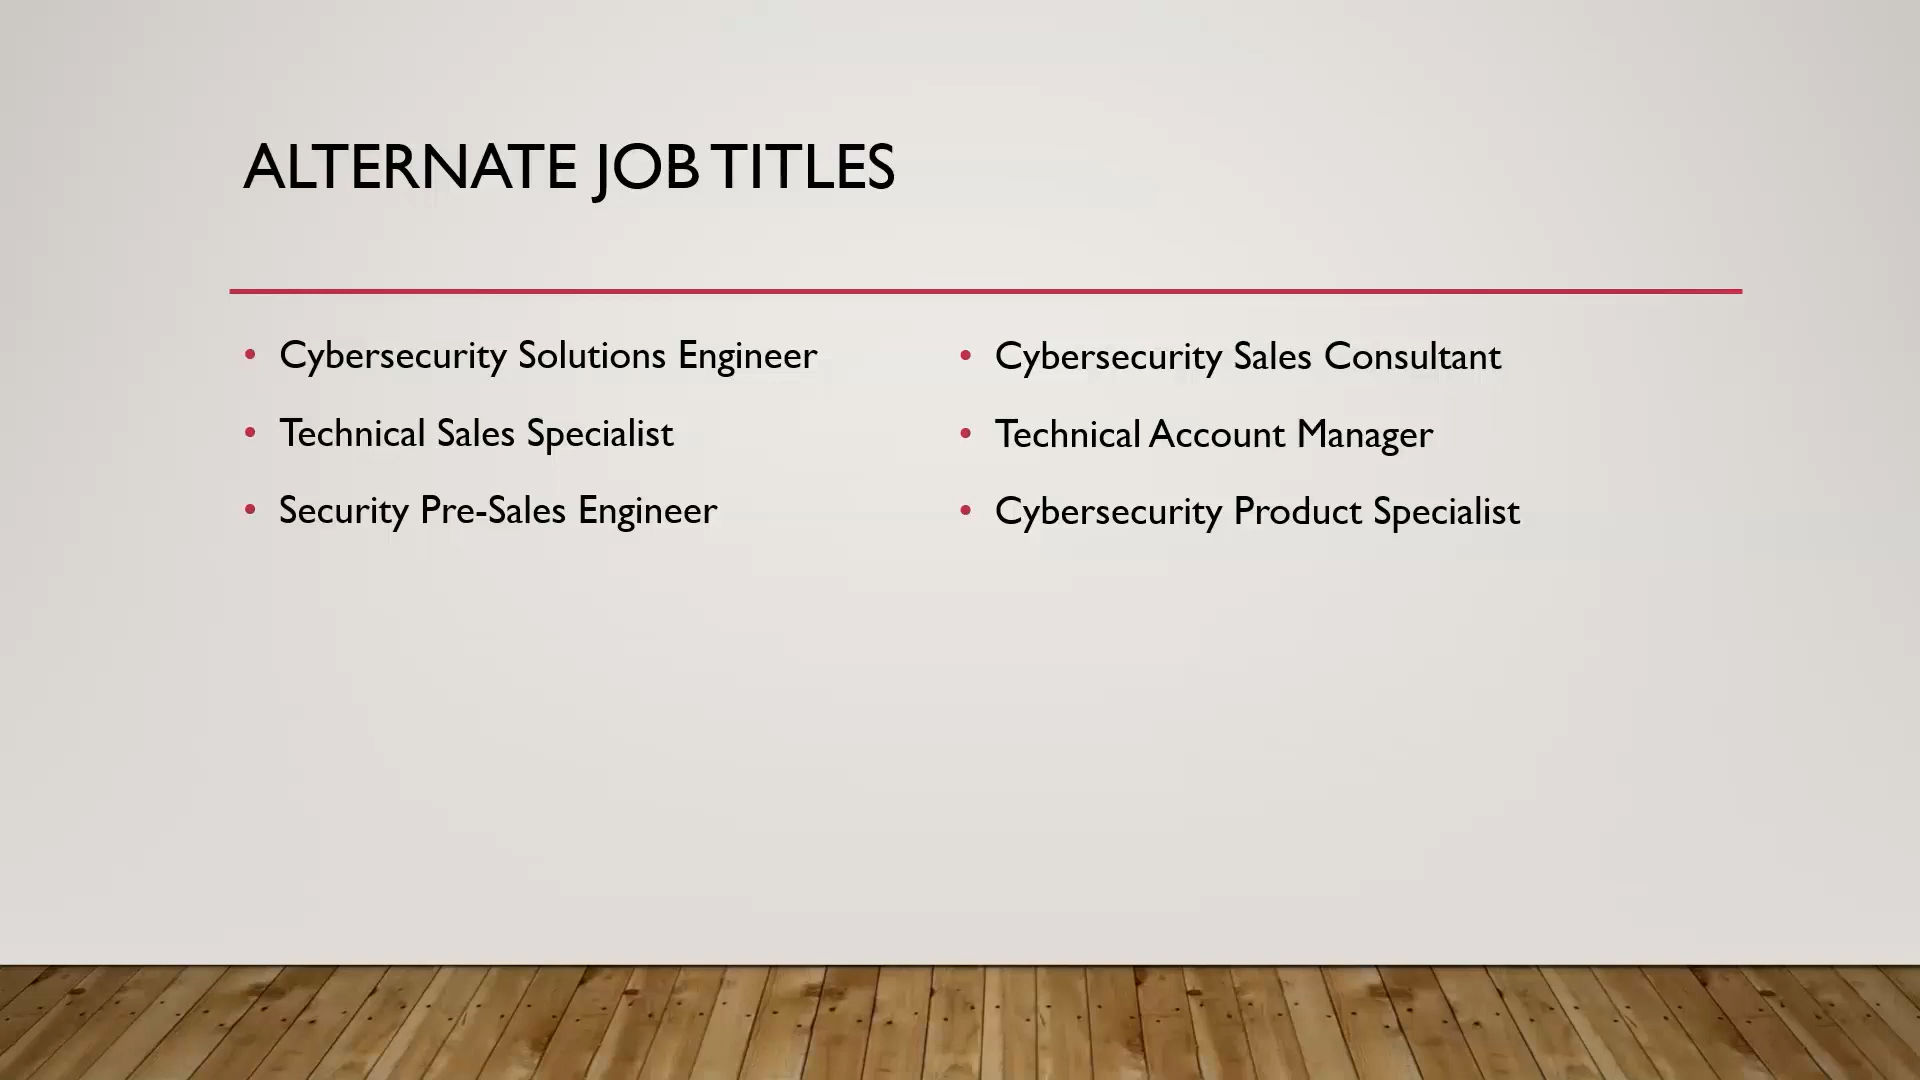 ALTERNATE JOB TITLES
• Cybersecurity Solutions Engineer
• Technical Sales Specialist
• Security Pre-Sales Engineer
• Cybersecurity Sales Consultant
• Technical Account Manager
• Cybersecurity Product Specialist